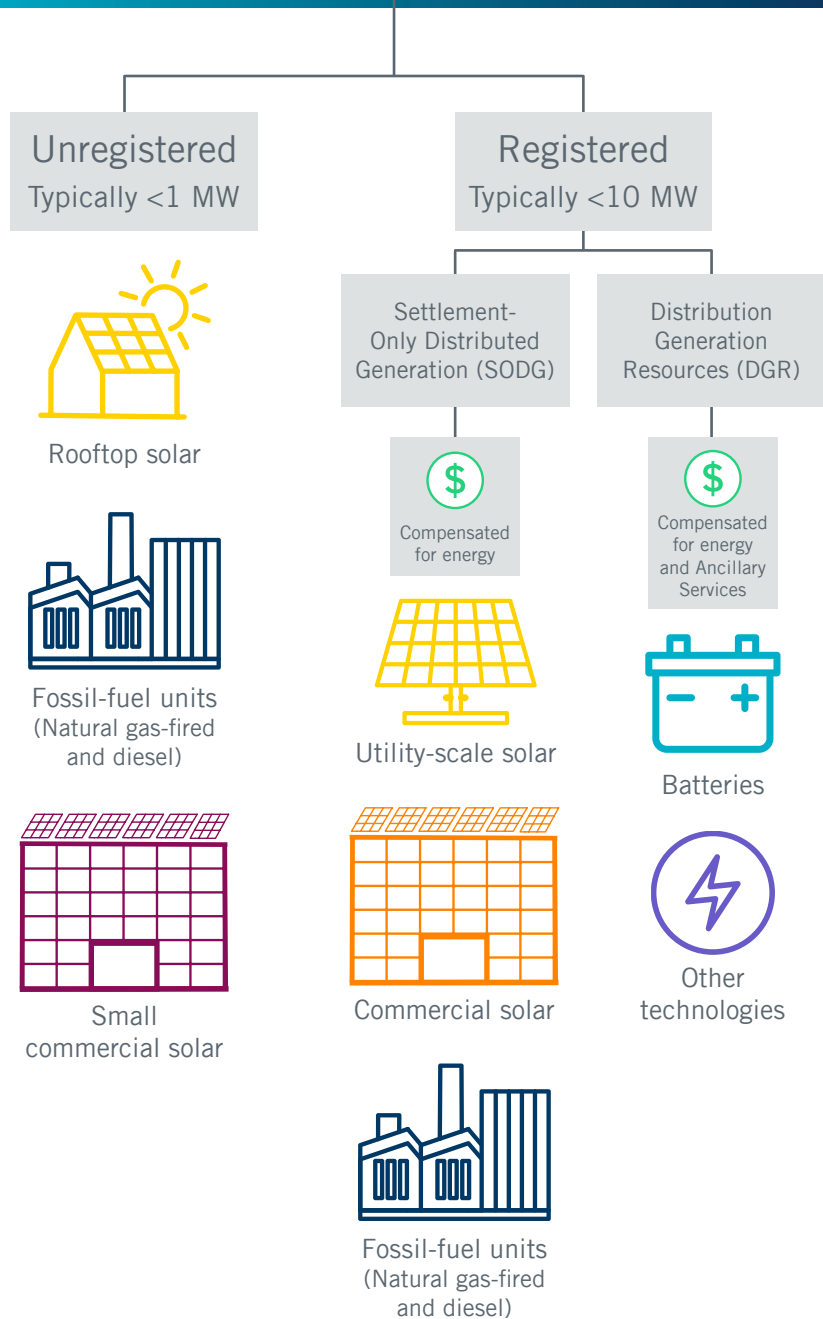 Unregistered
Typically <1 MW
Rooftop solar
Fossil-fuel units
(Natural gas-fired
and diesel)
Small
commercial solar
Registered
Typically <10 MW
Settlement-
Only Distributed
Generation (SODG)
$
Compensated
for energy
Utility-scale solar
Commercial solar
Fossil-fuel units
(Natural gas-fired
and diesel)
Distribution
Generation
Resources (DGR)
$
Compensated
for energy
and Ancillary
Services
Batteries
Other
technologies